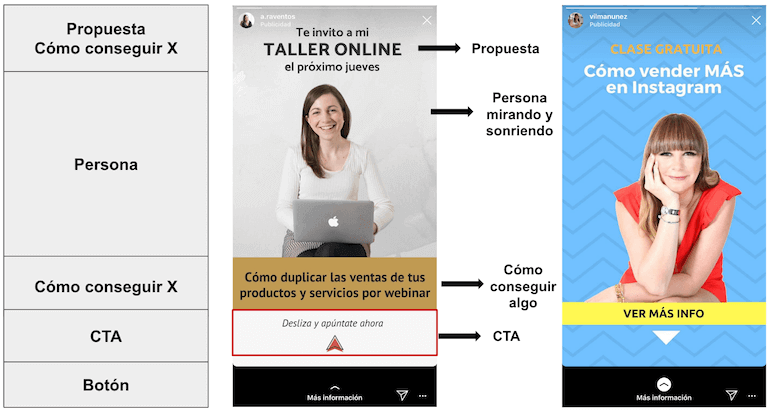 Propuesta
Cómo conseguir X
Persona
Cómo conseguir X
CTA
Botón
a.raventos
Publicidad
Te invito a mi
TALLER ONLINE
el próximo jueves
Cómo duplicar las ventas de tus
productos y servicios por webinar
Desliza y apúntate ahora
Más información
Propuesta
Persona
mirando y
sonriendo
Cómo
conseguir
algo
CTA
vilmanunez
Publicidad
CLASE GRATUITA
Cómo vender MÁS
en Instagram
VER MÁS INFO
Más información